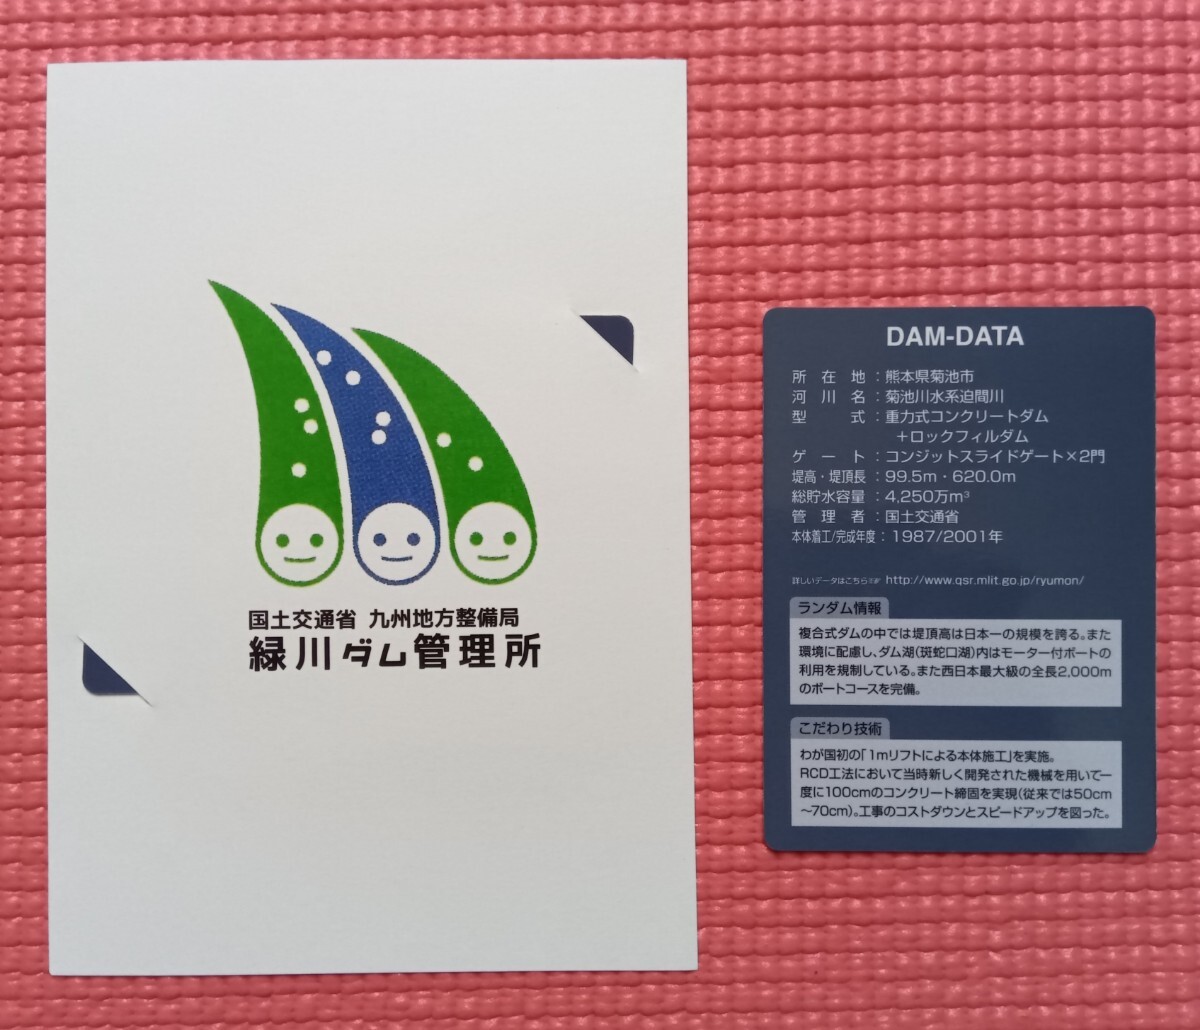 国土交通省 九州地方整備局
緑川ダム管理所
DAM-DATA
所在地：熊本県菊池市
河川名：菊池川水系迫間川
型式：重力式コンクリートダム
＋ロックフィルダム
ゲート：コンジットスライドゲート×2門
堤高・堤頂長：99.5m・620.0m
総貯水容量：4,250万m³
管理者：国土交通省
本体着工/完成年度：1987/2001年
詳しいデータはこちら☞ http://www.qsr.mlit.go.jp/ryumon/
ランダム情報
複合式ダムの中では堤頂高は日本一の規模を誇る。また
環境に配慮し、ダム湖(斑蛇口湖)内はモーター付ボートの
利用を規制している。また西日本最大級の全長2,000m
のボートコースを完備。
こだわり技術
わが国初の「1mリフトによる本体施工」を実施。
RCD工法において当時新しく開発された機械を用いて一
度に100cmのコンクリート締固を実現(従来では50cm
～70cm)。工事のコストダウンとスピードアップを図った。